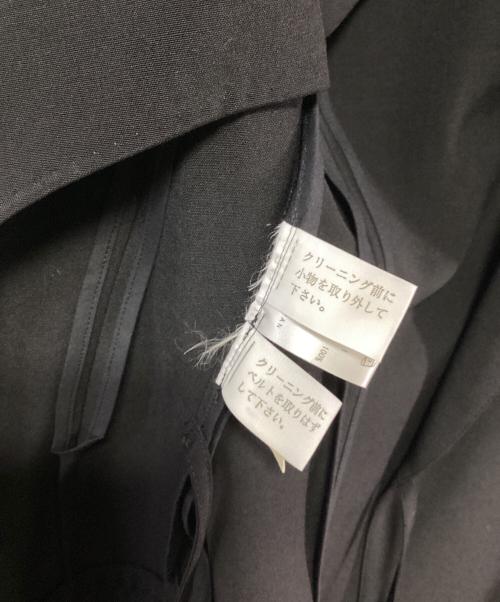 クリーニング前に
小物を取り外して
下さい。
クリーニング前に
ベルトを取りはず
して下さい。